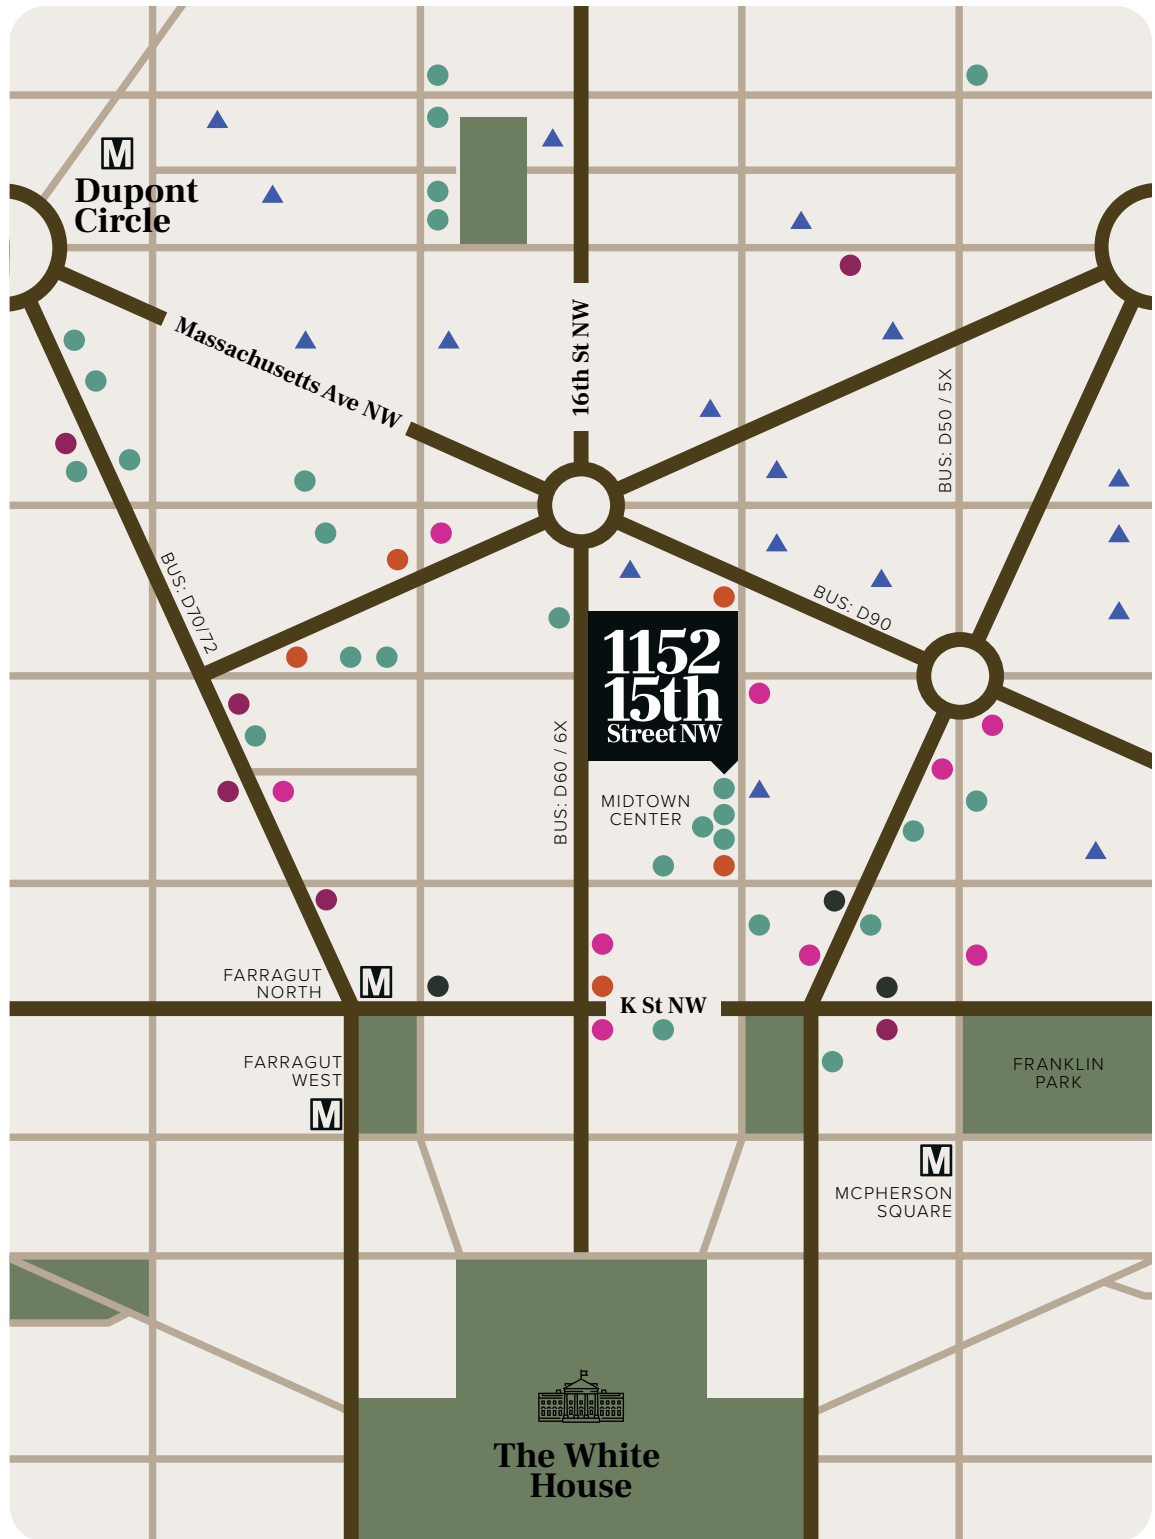 M
Dupont
Circle
Massachusetts Ave NW
16th St NW
BUS: D50 / 5X
BUS: D70/72
BUS: D90
1152
15th
Street NW
BUS: D60 / 6X
MIDTOWN
CENTER
FARRAGUT
NORTH
M
K St NW
FARRAGUT
WEST
M
FRANKLIN
PARK
M
MCPHERSON
SQUARE
The White
House